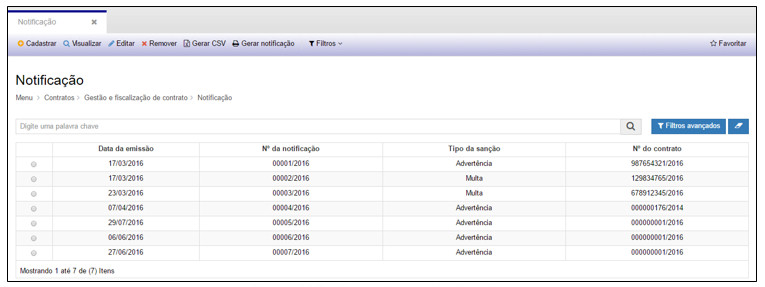 Notificação ×
Cadastrar Visualizar Editar Remover Gerar CSV Gerar notificação Filtros Favoritar
Notificação
Menu > Contratos > Gestão e fiscalização de contrato > Notificação
Digite uma palavra chave Filtros avançados
Data da emissão Nº da notificação Tipo da sanção Nº do contrato
17/03/2016 00001/2016 Advertência 987654321/2016
17/03/2016 00002/2016 Multa 129834765/2016
23/03/2016 00003/2016 Multa 678912345/2016
07/04/2016 00004/2016 Advertência 000000176/2014
29/07/2016 00005/2016 Advertência 000000001/2016
06/06/2016 00006/2016 Advertência 000000001/2016
27/06/2016 00007/2016 Advertência 000000001/2016
Mostrando 1 até 7 de (7) Itens